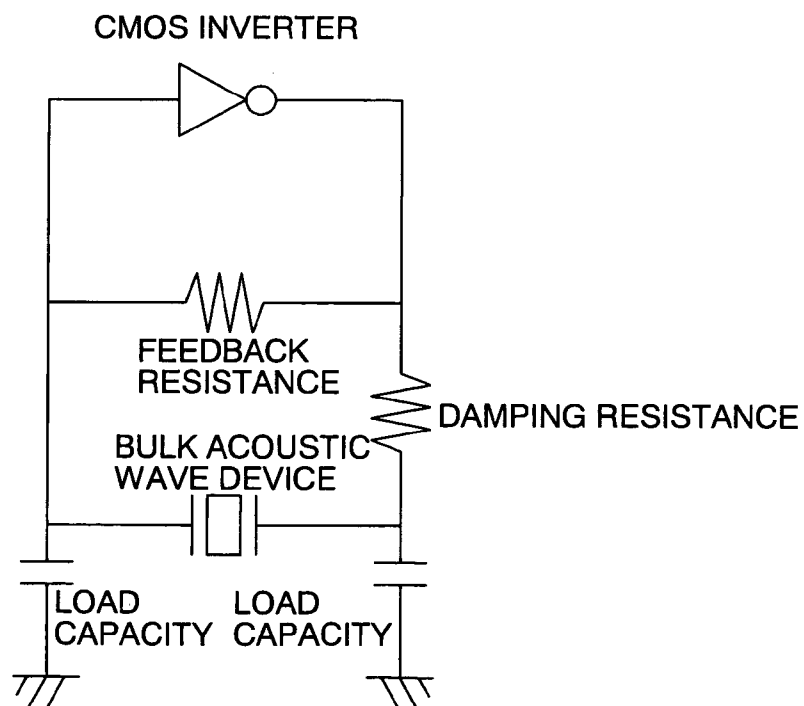 CMOS INVERTER
FEEDBACK
RESISTANCE
DAMPING RESISTANCE
BULK ACOUSTIC
WAVE DEVICE
LOAD
CAPACITY
LOAD
CAPACITY